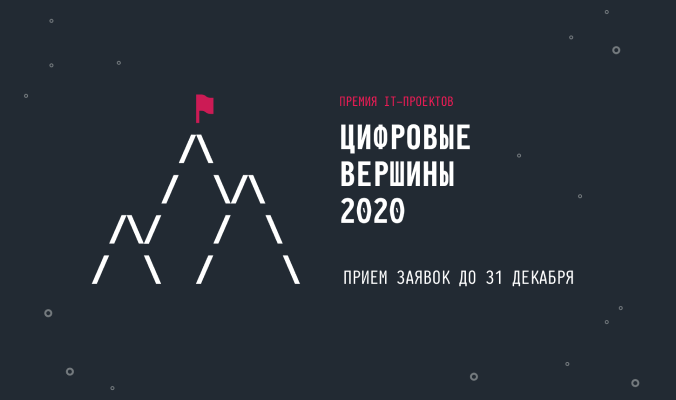 ПРЕМИЯ IT-ПРОЕКТОВ
ЦИФРОВЫЕ
ВЕРШИНЫ
2020
ПРИЕМ ЗАЯВОК ДО 31 ДЕКАБРЯ